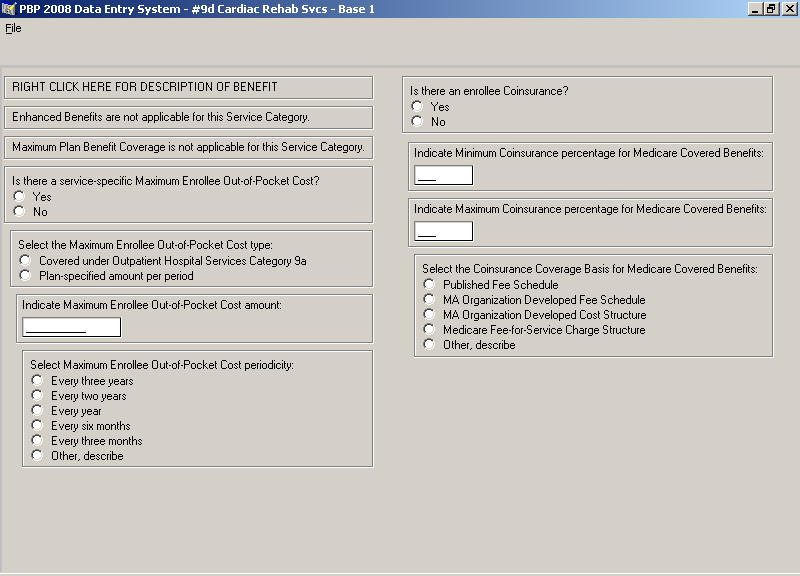 PBP 2008 Data Entry System - #9d Cardiac Rehab Svcs - Base 1
File
RIGHT CLICK HERE FOR DESCRIPTION OF BENEFIT
Enhanced Benefits are not applicable for this Service Category.
Maximum Plan Benefit Coverage is not applicable for this Service Category.
Is there a service-specific Maximum Enrollee Out-of-Pocket Cost?
Yes
No
Select the Maximum Enrollee Out-of-Pocket Cost type:
Covered under Outpatient Hospital Services Category 9a
Plan-specified amount per period
Indicate Maximum Enrollee Out-of-Pocket Cost amount:
Select Maximum Enrollee Out-of-Pocket Cost periodicity:
Every three years
Every two years
Every year
Every six months
Every three months
Other, describe
Is there an enrollee Coinsurance?
Yes
No
Indicate Minimum Coinsurance percentage for Medicare Covered Benefits:
Indicate Maximum Coinsurance percentage for Medicare Covered Benefits:
Select the Coinsurance Coverage Basis for Medicare Covered Benefits:
Published Fee Schedule
MA Organization Developed Fee Schedule
MA Organization Developed Cost Structure
Medicare Fee-for-Service Charge Structure
Other, describe